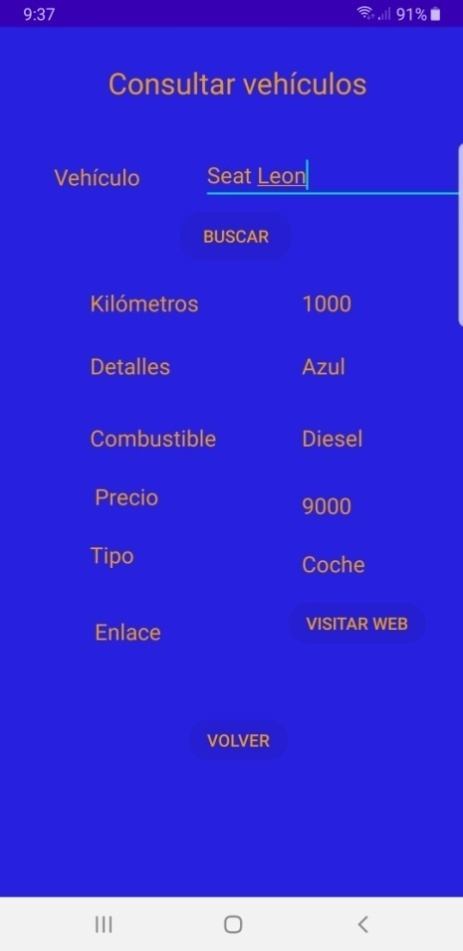 9:37 91%
Consultar vehículos
Vehículo Seat Leon
BUSCAR
Kilómetros 1000
Detalles Azul
Combustible Diesel
Precio 9000
Tipo Coche
Enlace VISITAR WEB
VOLVER